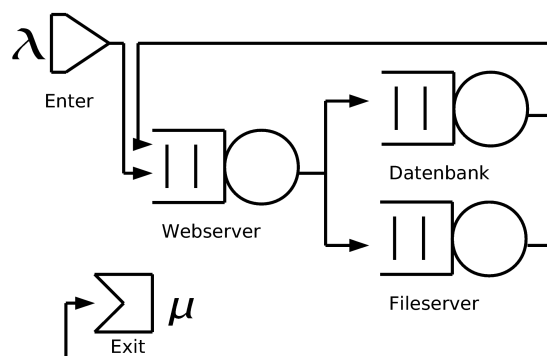 λ
Enter
Datenbank
Webserver
Fileserver
μ
Exit